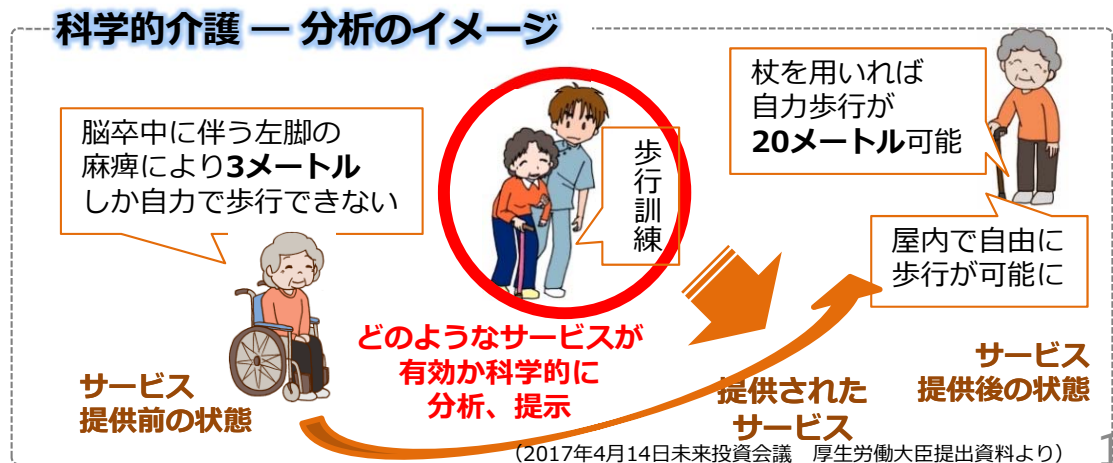 科学的介護 ― 分析のイメージ
脳卒中に伴う左脚の
麻痺により3メートル
しか自力で歩行できない
歩行訓練
杖を用いれば
自力歩行が
20メートル可能
屋内で自由に
歩行が可能に
どのようなサービスが
有効か科学的に
分析、提示
サービス
提供前の状態
提供された
サービス
サービス
提供後の状態
（2017年4月14日未来投資会議　厚生労働大臣提出資料より）